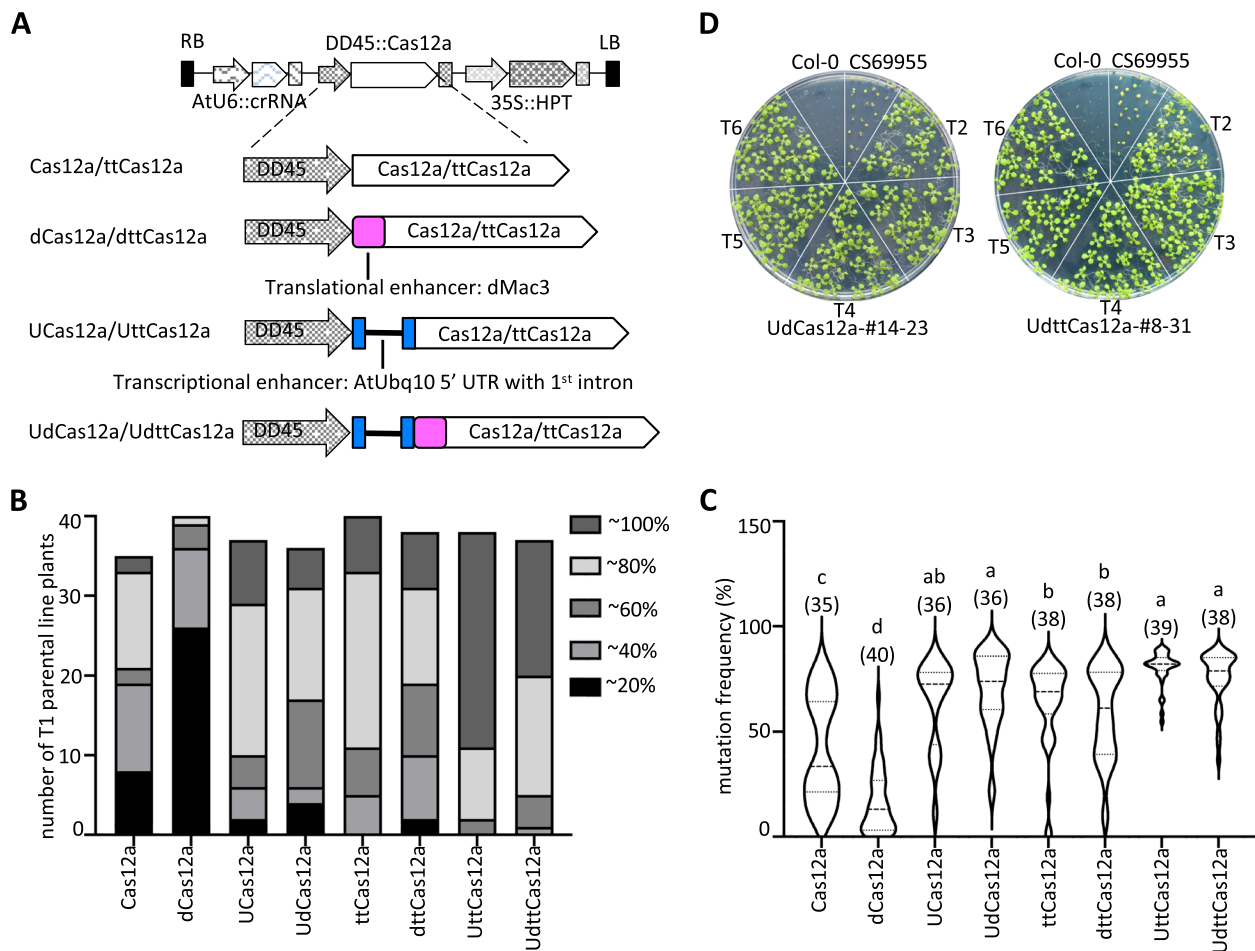 A
RB
DD45::Cas12a
LB
AtU6::crRNA
35S::HPT
Cas12a/ttCas12a
DD45
Cas12a/ttCas12a
dCas12a/dttCas12a
DD45
Cas12a/ttCas12a
Translational enhancer: dMac3
UCas12a/UttCas12a
DD45
Cas12a/ttCas12a
Transcriptional enhancer: AtUbq10 5’ UTR with 1st intron
UdCas12a/UdttCas12a
DD45
Cas12a/ttCas12a
D
Col-0 CS69955
T6
T2
T5
T3
T4
UdCas12a-#14-23
Col-0 CS69955
T6
T2
T5
T3
T4
UdttCas12a-#8-31
B
number of T1 parental line plants
40
30
20
10
0
~100%
~80%
~60%
~40%
~20%
Cas12a
dCas12a
UCas12a
UdCas12a
ttCas12a
dttCas12a
UttCas12a
UdttCas12a
C
mutation frequency (%)
150
100
50
0
c
(35)
d
(40)
ab
(36)
a
(36)
b
(38)
b
(38)
a
(39)
a
(38)
Cas12a
dCas12a
UCas12a
UdCas12a
ttCas12a
dttCas12a
UttCas12a
UdttCas12a